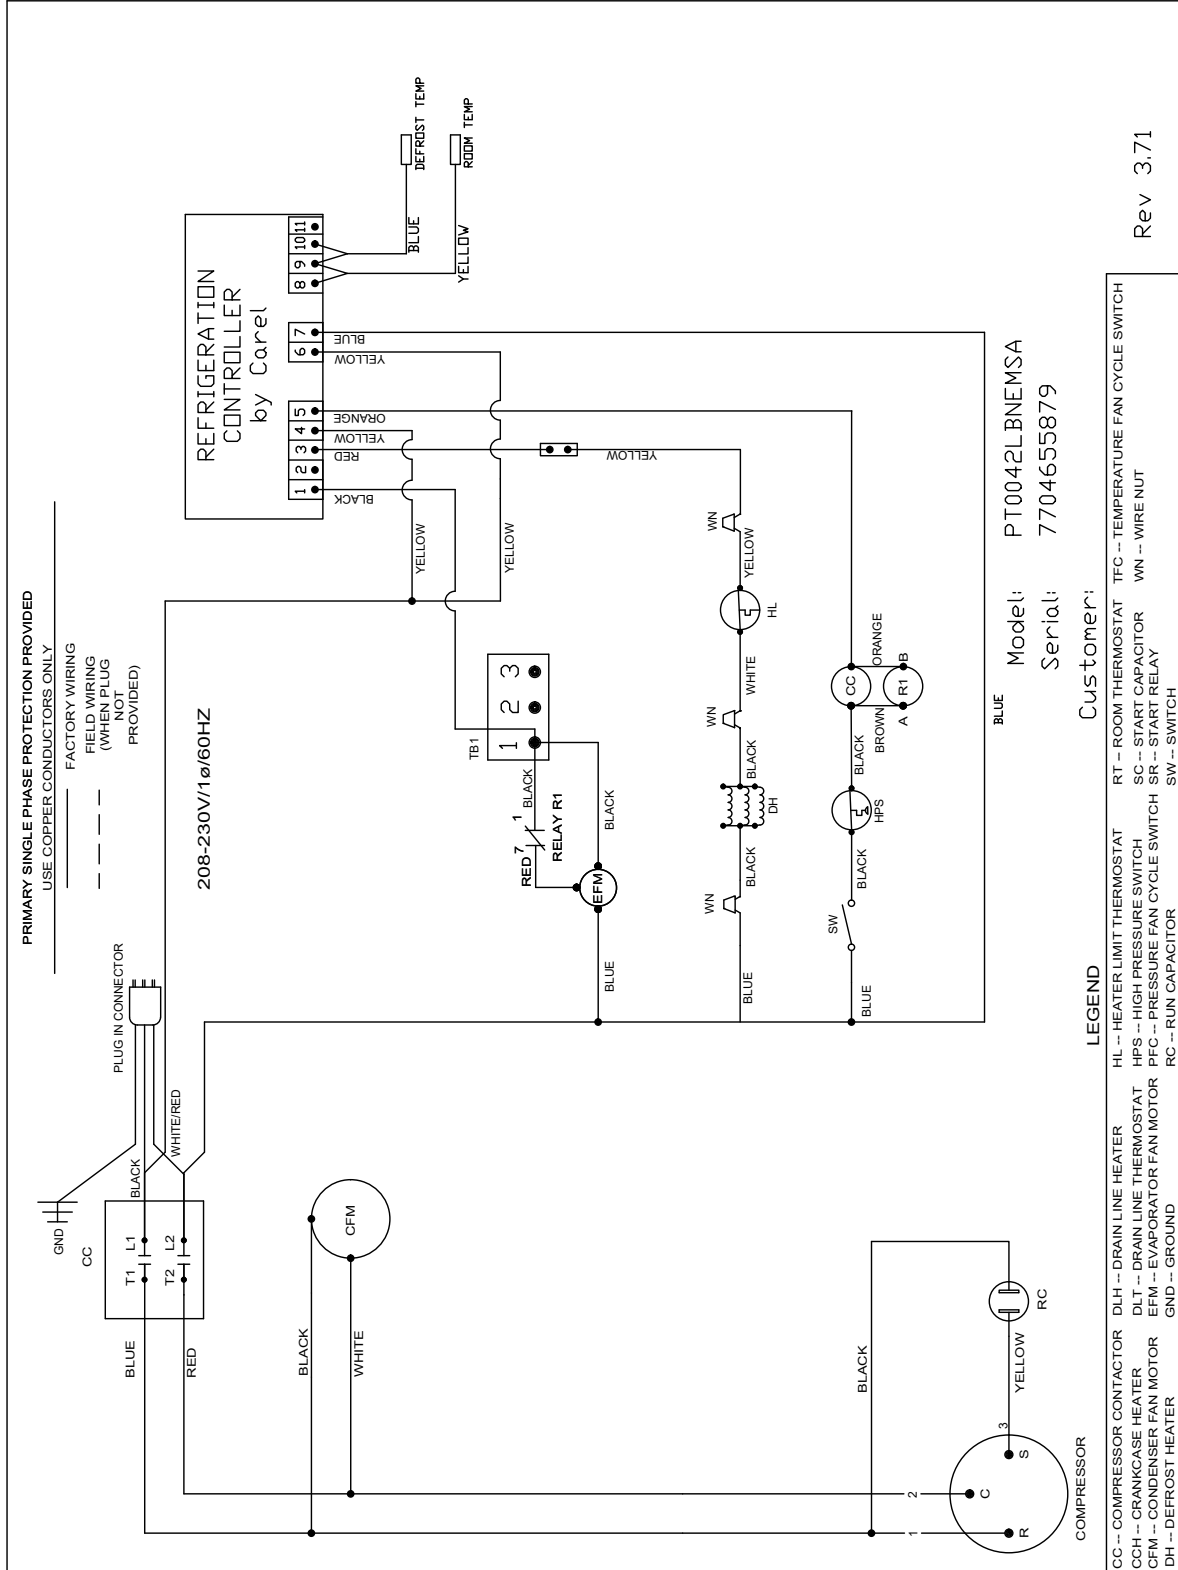 PRIMARY SINGLE PHASE PROTECTION PROVIDED
USE COPPER CONDUCTORS ONLY
FACTORY WIRING
FIELD WIRING
(WHEN PLUG
NOT
PROVIDED)
208-230V/1ø/60HZ
PLUG IN CONNECTOR
GND
CC
BLACK
WHITE/RED
T1
L1
T2
L2
BLUE
RED
REFRIGERATION
CONTROLLER
by Carel
1
2
3
4
5
6
7
8
9
10
11
BLACK
RED
YELLOW
ORANGE
YELLOW
BLUE
BLUE
DEFROST TEMP
YELLOW
ROOM TEMP
YELLOW
YELLOW
YELLOW
BLACK
WHITE
CFM
TB1
1
2
3
BLACK
RED 7
1
RELAY R1
BLACK
EFM
BLUE
BLUE
WN
BLACK
DH
BLACK
WN
WHITE
HL
YELLOW
WN
BLUE
SW
BLACK
HPS
BLACK
BROWN
CC
ORANGE
A
R1
B
BLUE
BLACK
RC
YELLOW
1
2
3
R
C
S
COMPRESSOR
Model: PT0042LBNEMSA
Serial: 7704655879
Customer:
Rev 3.71
LEGEND
CC -- COMPRESSOR CONTACTOR
CCH -- CRANKCASE HEATER
CFM -- CONDENSER FAN MOTOR
DH -- DEFROST HEATER
DLH -- DRAIN LINE HEATER
DLT -- DRAIN LINE THERMOSTAT
EFM -- EVAPORATOR FAN MOTOR
GND -- GROUND
HL -- HEATER LIMIT THERMOSTAT
HPS -- HIGH PRESSURE SWITCH
PFC -- PRESSURE FAN CYCLE SWITCH
RC -- RUN CAPACITOR
RT -- ROOM THERMOSTAT
SC -- START CAPACITOR
SR -- START RELAY
SW -- SWITCH
TFC -- TEMPERATURE FAN CYCLE SWITCH
WN -- WIRE NUT